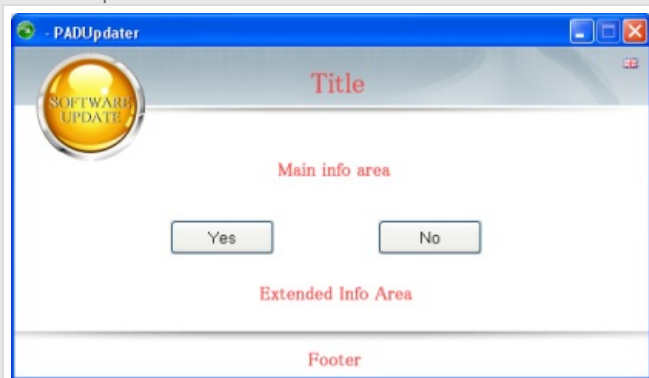 - PADUpdater
Title
SOFTWARE
UPDATE
Main info area
Yes No
Extended Info Area
Footer